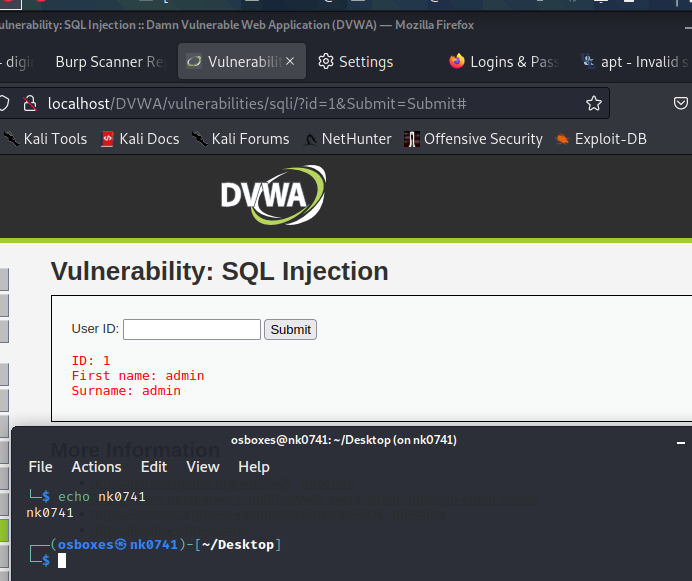 ulnerability: SQL Injection :: Damn Vulnerable Web Application (DVWA) — Mozilla Firefox
Burp Scanner Re
Vulnerabilit
Settings
Logins & Pass
apt - Invalid s
localhost/DVWA/vulnerabilities/sqli/?id=1&Submit=Submit#
Kali Tools Kali Docs Kali Forums NetHunter Offensive Security Exploit-DB
DVWA
Vulnerability: SQL Injection
User ID: Submit
ID: 1
First name: admin
Surname: admin
More Information
osboxes@nk0741: ~/Desktop (on nk0741)
File Actions Edit View Help
└─$ echo nk0741
nk0741
┌──(osboxes㉿nk0741)-[~/Desktop]
└─$